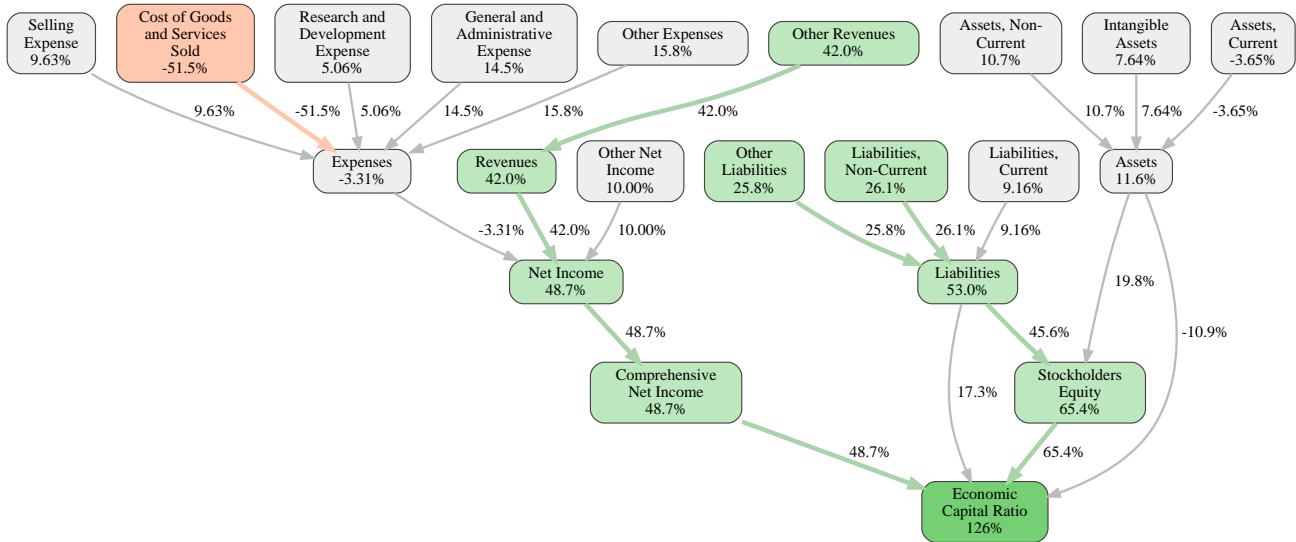 Selling
Expense
9.63%
Cost of Goods
and Services
Sold
-51.5%
Research and
Development
Expense
5.06%
General and
Administrative
Expense
14.5%
Other Expenses
15.8%
Other Revenues
42.0%
Assets, Non-
Current
10.7%
Intangible
Assets
7.64%
Assets,
Current
-3.65%
9.63%
-51.5%
5.06%
14.5%
15.8%
42.0%
10.7%
7.64%
-3.65%
Expenses
-3.31%
Revenues
42.0%
Other Net
Income
10.00%
Other
Liabilities
25.8%
Liabilities,
Non-Current
26.1%
Liabilities,
Current
9.16%
Assets
11.6%
-3.31%
42.0%
10.00%
25.8%
26.1%
9.16%
Net Income
48.7%
Liabilities
53.0%
19.8%
48.7%
45.6%
-10.9%
Comprehensive
Net Income
48.7%
17.3%
Stockholders
Equity
65.4%
48.7%
65.4%
Economic
Capital Ratio
126%